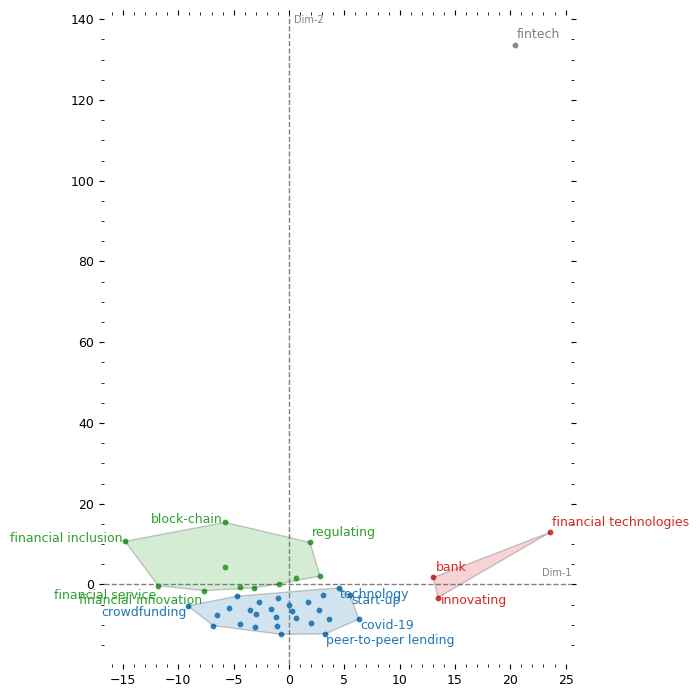 140
Dim-2
fintech
120
100
80
60
40
20
block-chain
regulating
financial technologies
financial inclusion
bank
Dim-1
0
financial service
technology
financial innovation
start-up
innovating
crowdfunding
covid-19
peer-to-peer lending
−15 −10 −5 0 5 10 15 20 25